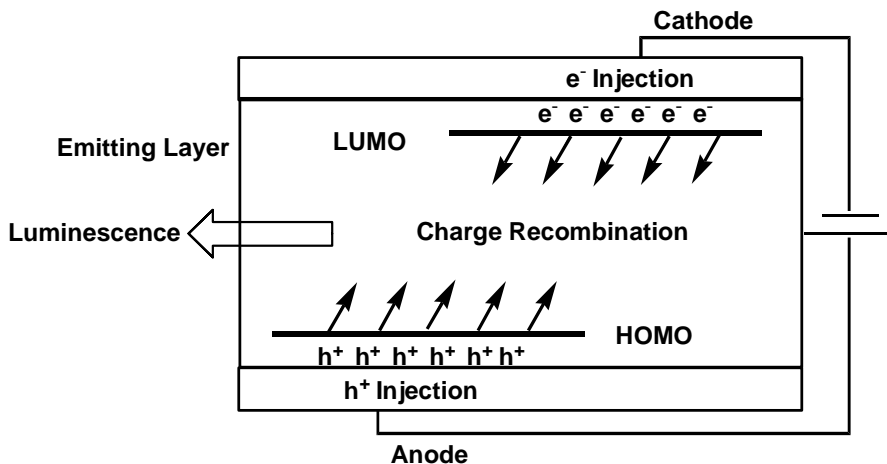 Cathode
e⁻ Injection
e⁻ e⁻ e⁻ e⁻ e⁻ e⁻
LUMO
Emitting Layer
Luminescence
Charge Recombination
HOMO
h⁺ h⁺ h⁺ h⁺ h⁺ h⁺
h⁺ Injection
Anode